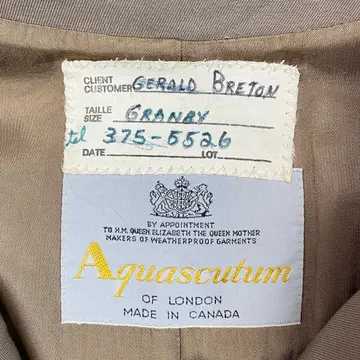 CLIENT
CUSTOMER GERALD BRETON
TAILLE
SIZE GRANBY
tel 375-5526
DATE LOT
BY APPOINTMENT
TO H.M. QUEEN ELIZABETH THE QUEEN MOTHER
MAKERS OF WEATHERPROOF GARMENTS
Aquascutum
OF LONDON
MADE IN CANADA